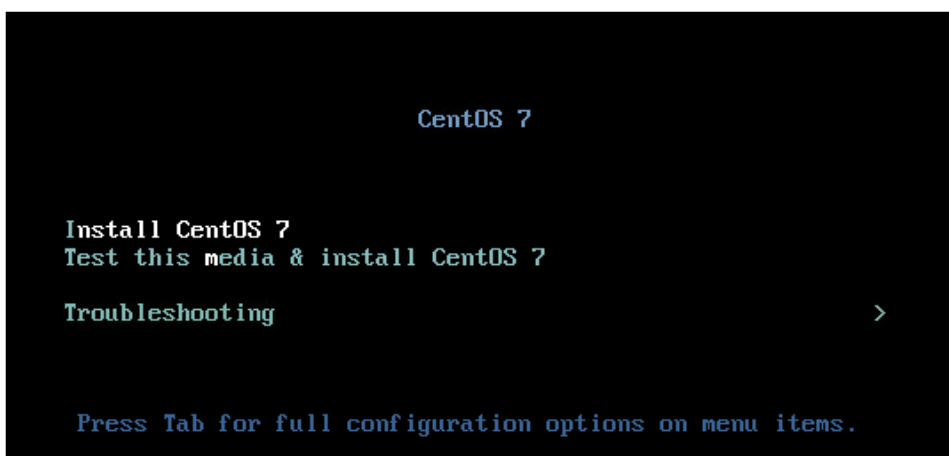 CentOS 7
Install CentOS 7
Test this media & install CentOS 7
Troubleshooting >
Press Tab for full configuration options on menu items.